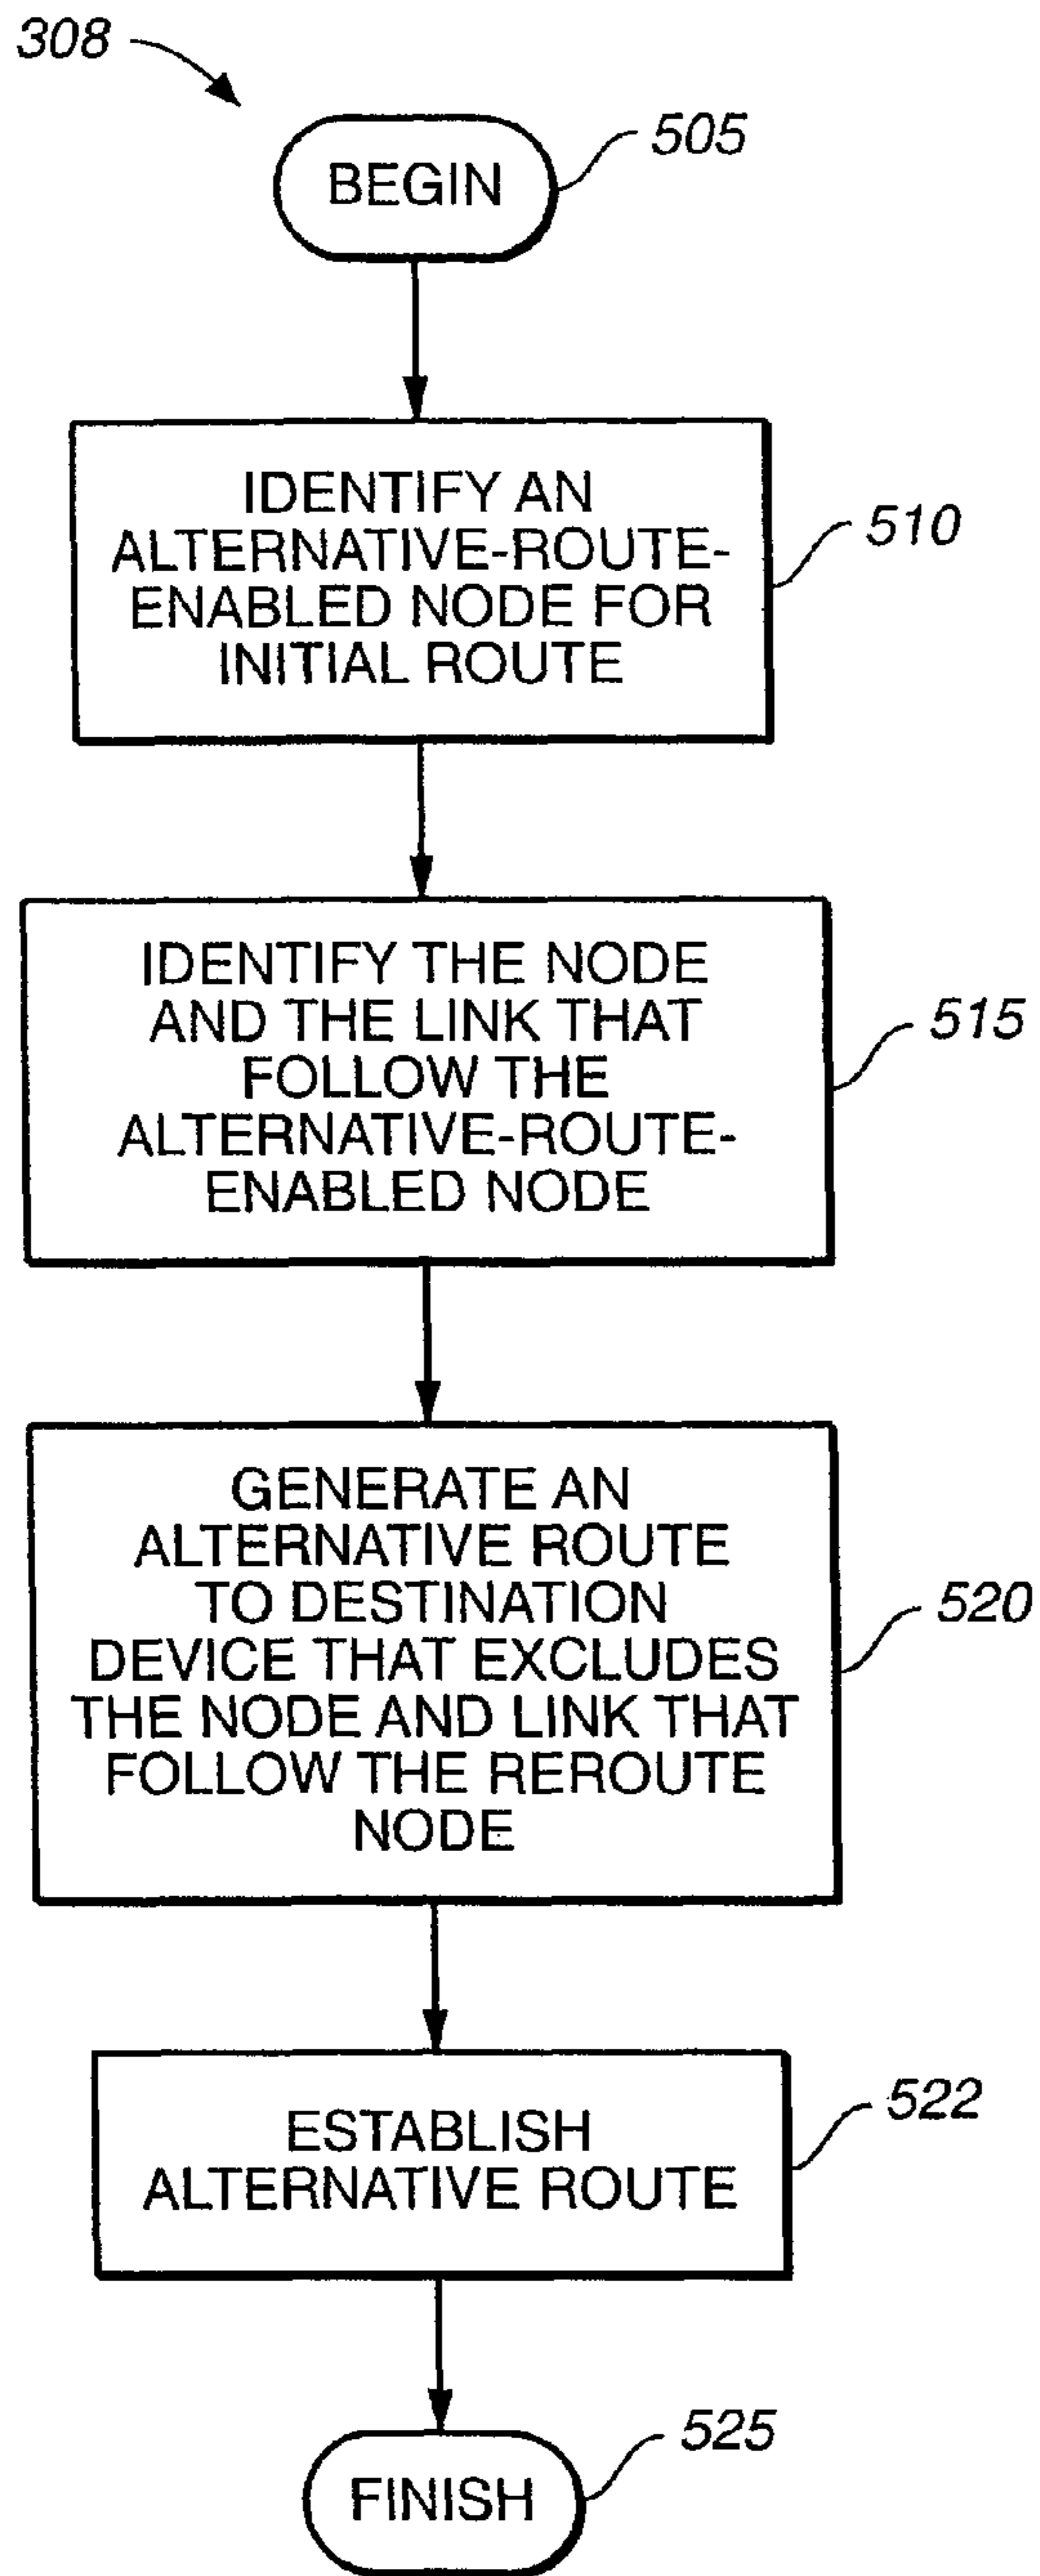 308
BEGIN
505
IDENTIFY AN
ALTERNATIVE-ROUTE-
ENABLED NODE FOR
INITIAL ROUTE
510
IDENTIFY THE NODE
AND THE LINK THAT
FOLLOW THE
ALTERNATIVE-ROUTE-
ENABLED NODE
515
GENERATE AN
ALTERNATIVE ROUTE
TO DESTINATION
DEVICE THAT EXCLUDES
THE NODE AND LINK THAT
FOLLOW THE REROUTE
NODE
520
ESTABLISH
ALTERNATIVE ROUTE
522
FINISH
525